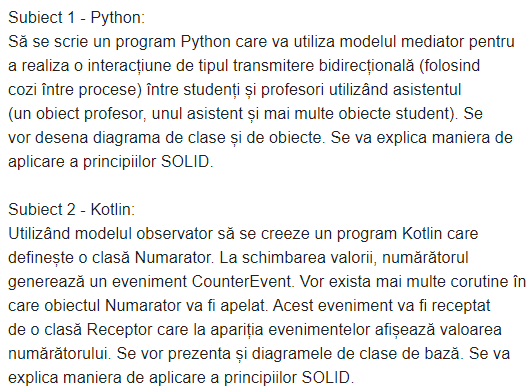 Subiect 1 - Python:
Să se scrie un program Python care va utiliza modelul mediator pentru
a realiza o interacțiune de tipul transmitere bidirecțională (folosind
cozi între procese) între studenți și profesori utilizând asistentul
(un obiect profesor, unul asistent și mai multe obiecte student). Se
vor desena diagrama de clase și de obiecte. Se va explica maniera de
aplicare a principiilor SOLID.
Subiect 2 - Kotlin:
Utilizând modelul observator să se creeze un program Kotlin care
definește o clasă Numarator. La schimbarea valorii, numărătorul
generează un eveniment CounterEvent. Vor exista mai multe corutine în
care obiectul Numarator va fi apelat. Acest eveniment va fi receptat
de o clasă Receptor care la apariția evenimentelor afișează valoarea
numărătorului. Se vor prezenta și diagramele de clase de bază. Se va
explica maniera de aplicare a principiilor SOLID.